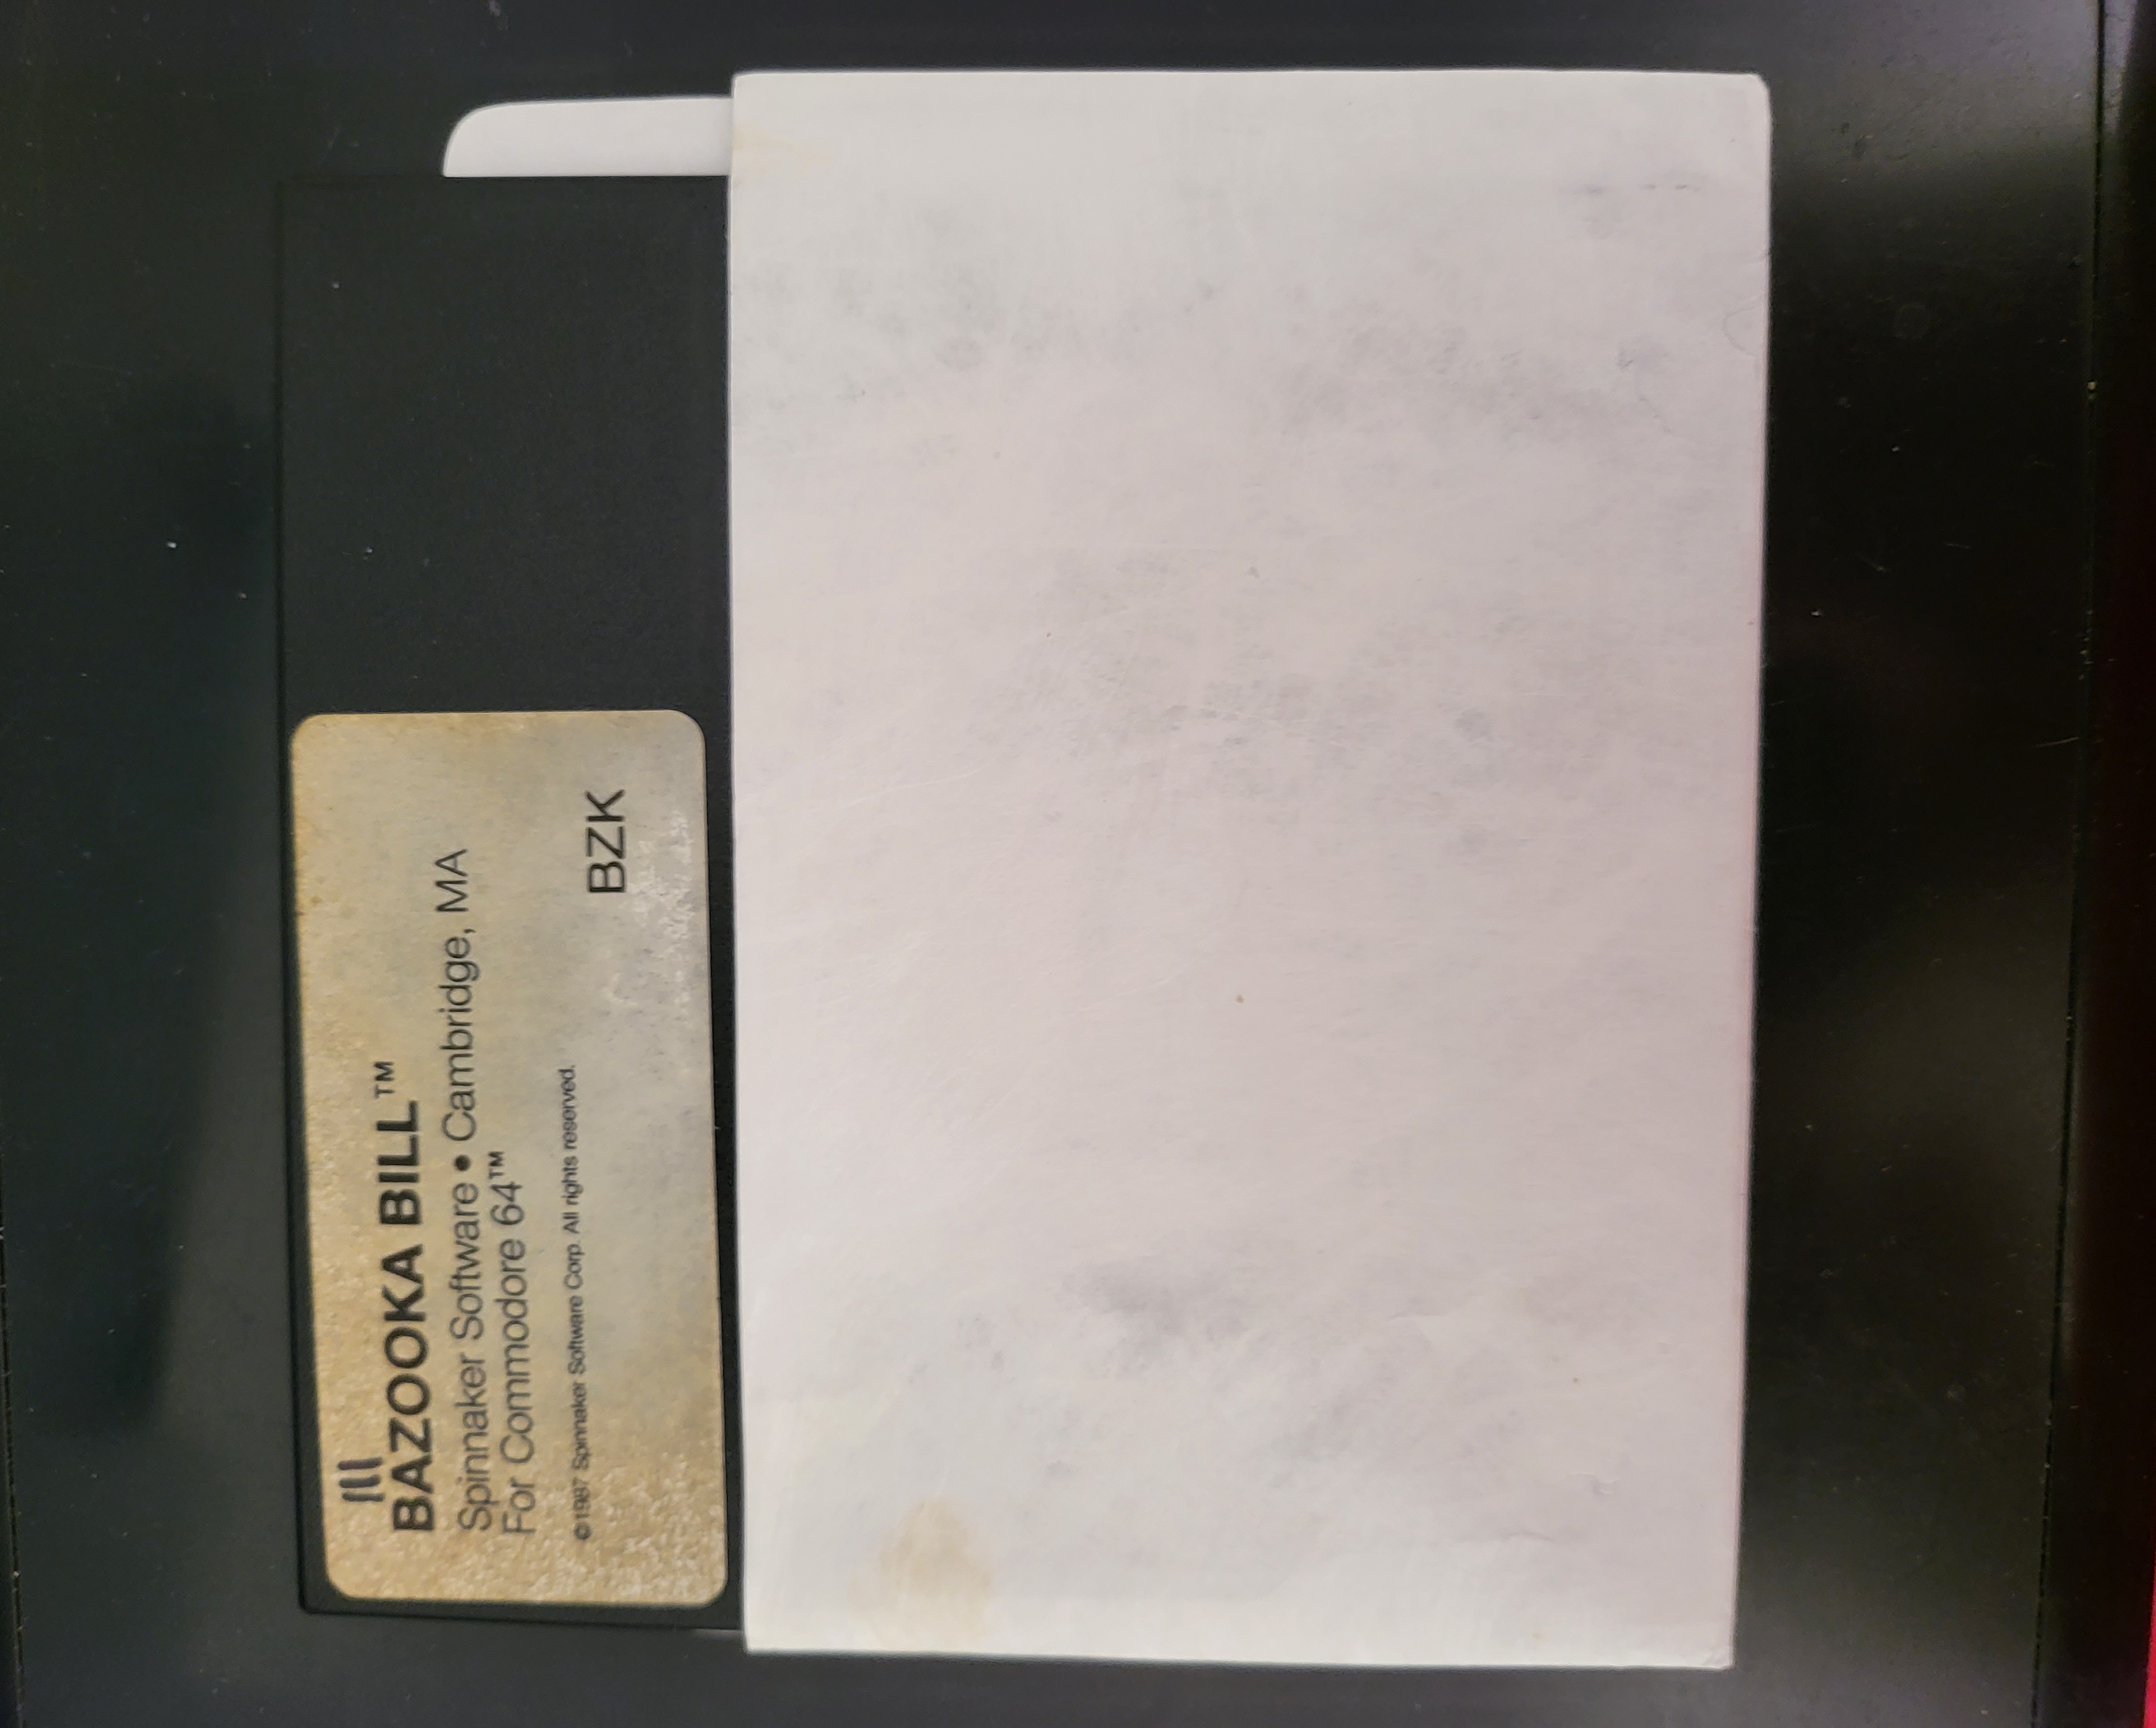 BAZOOKA BILL™
Spinnaker Software • Cambridge, MA
For Commodore 64™
©1987 Spinnaker Software Corp. All rights reserved.
BZK